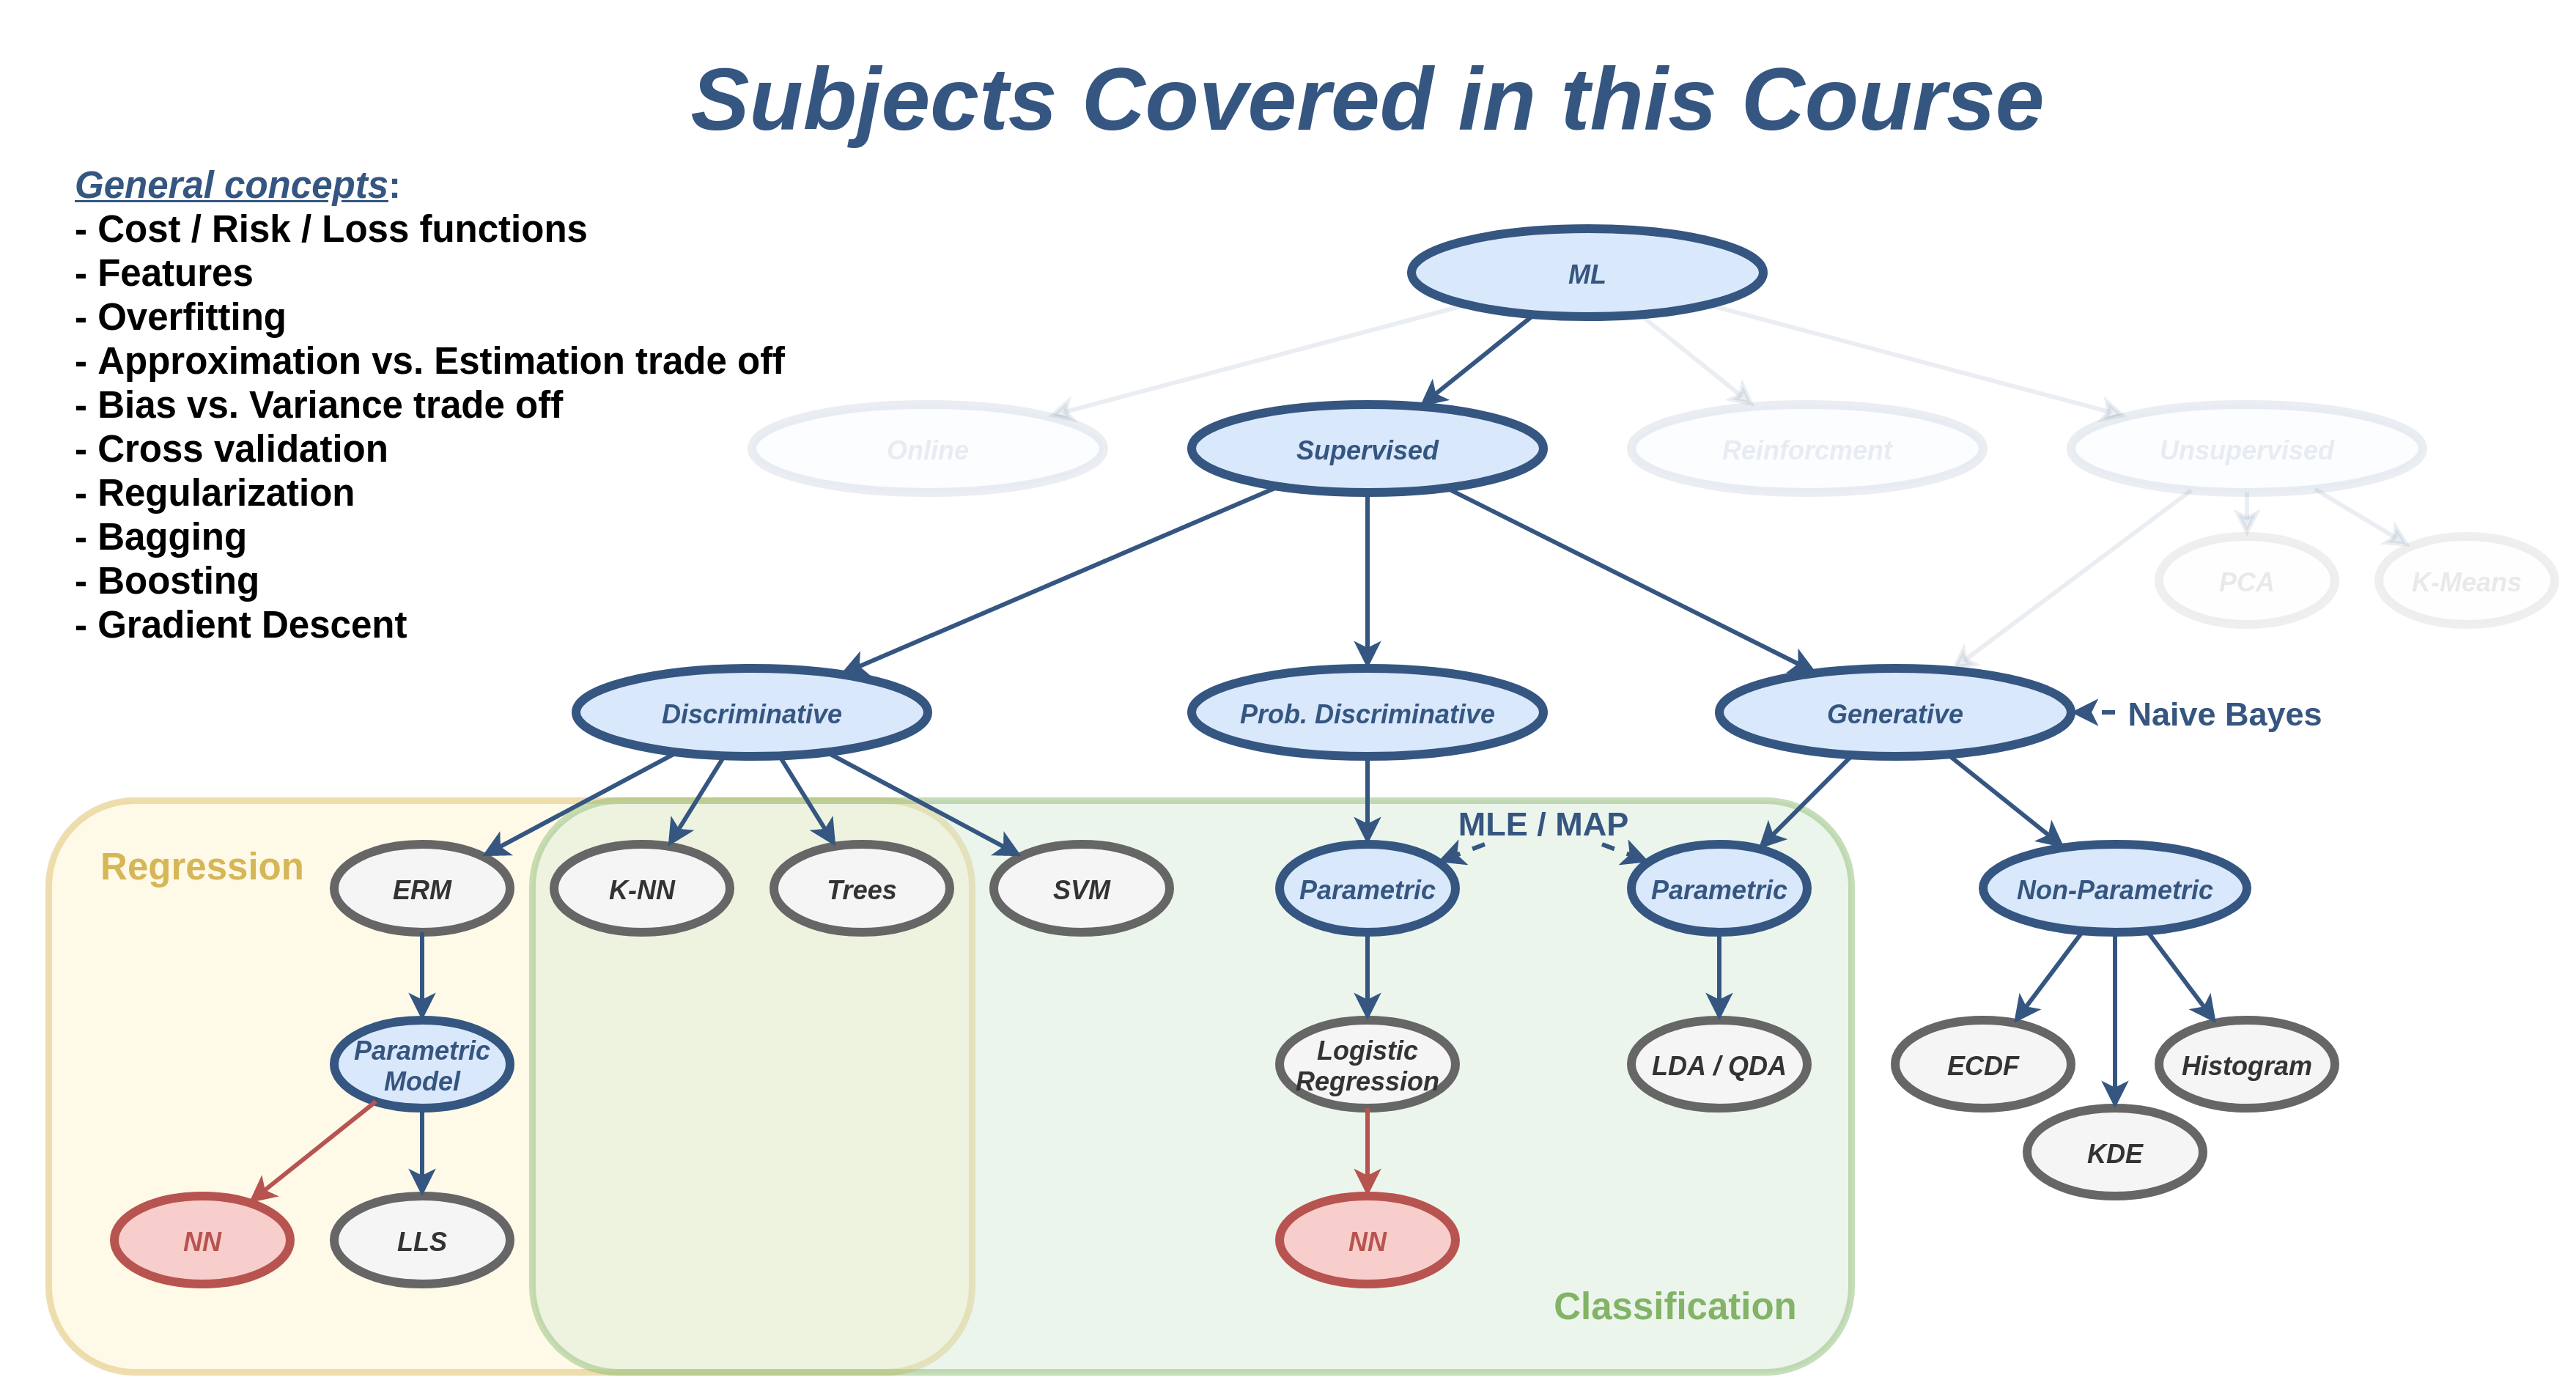 Subjects Covered in this Course
General concepts:
- Cost / Risk / Loss functions
- Features
- Overfitting
- Approximation vs. Estimation trade off
- Bias vs. Variance trade off
- Cross validation
- Regularization
- Bagging
- Boosting
- Gradient Descent
ML
Online
Supervised
Reinforcment
Unsupervised
PCA
K-Means
Discriminative
Prob. Discriminative
Generative
Naive Bayes
MLE / MAP
Regression
ERM
K-NN
Trees
SVM
Parametric
Parametric
Non-Parametric
Parametric
Model
Logistic
Regression
LDA / QDA
ECDF
Histogram
KDE
NN
LLS
NN
Classification